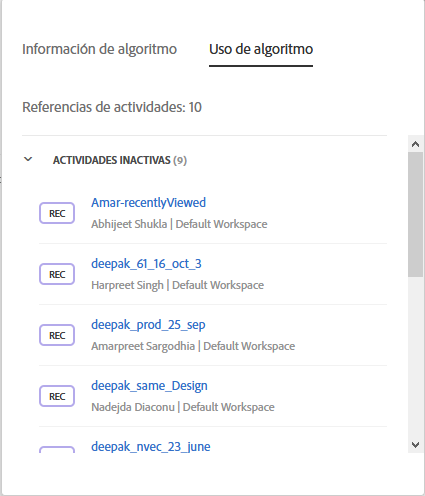 Información de algoritmo Uso de algoritmo
Referencias de actividades: 10
ACTIVIDADES INACTIVAS (9)
REC
Amar-recentlyViewed
Abhijeet Shukla | Default Workspace
REC
deepak_61_16_oct_3
Harpreet Singh | Default Workspace
REC
deepak_prod_25_sep
Amarpreet Sargodhia | Default Workspace
REC
deepak_same_Design
Nadejda Diaconu | Default Workspace
deepak_nvec_23_june